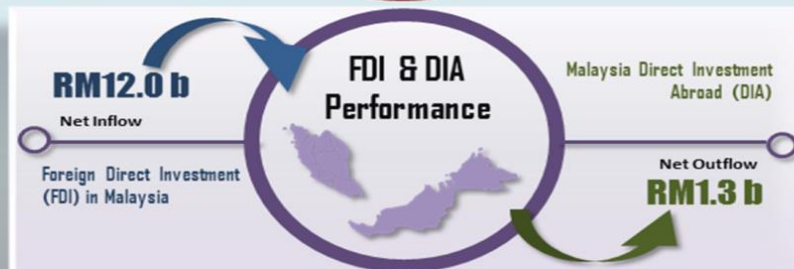 RM12.0 b
Net Inflow
Foreign Direct Investment
(FDI) in Malaysia
FDI & DIA
Performance
Malaysia Direct Investment
Abroad (DIA)
Net Outflow
RM1.3 b